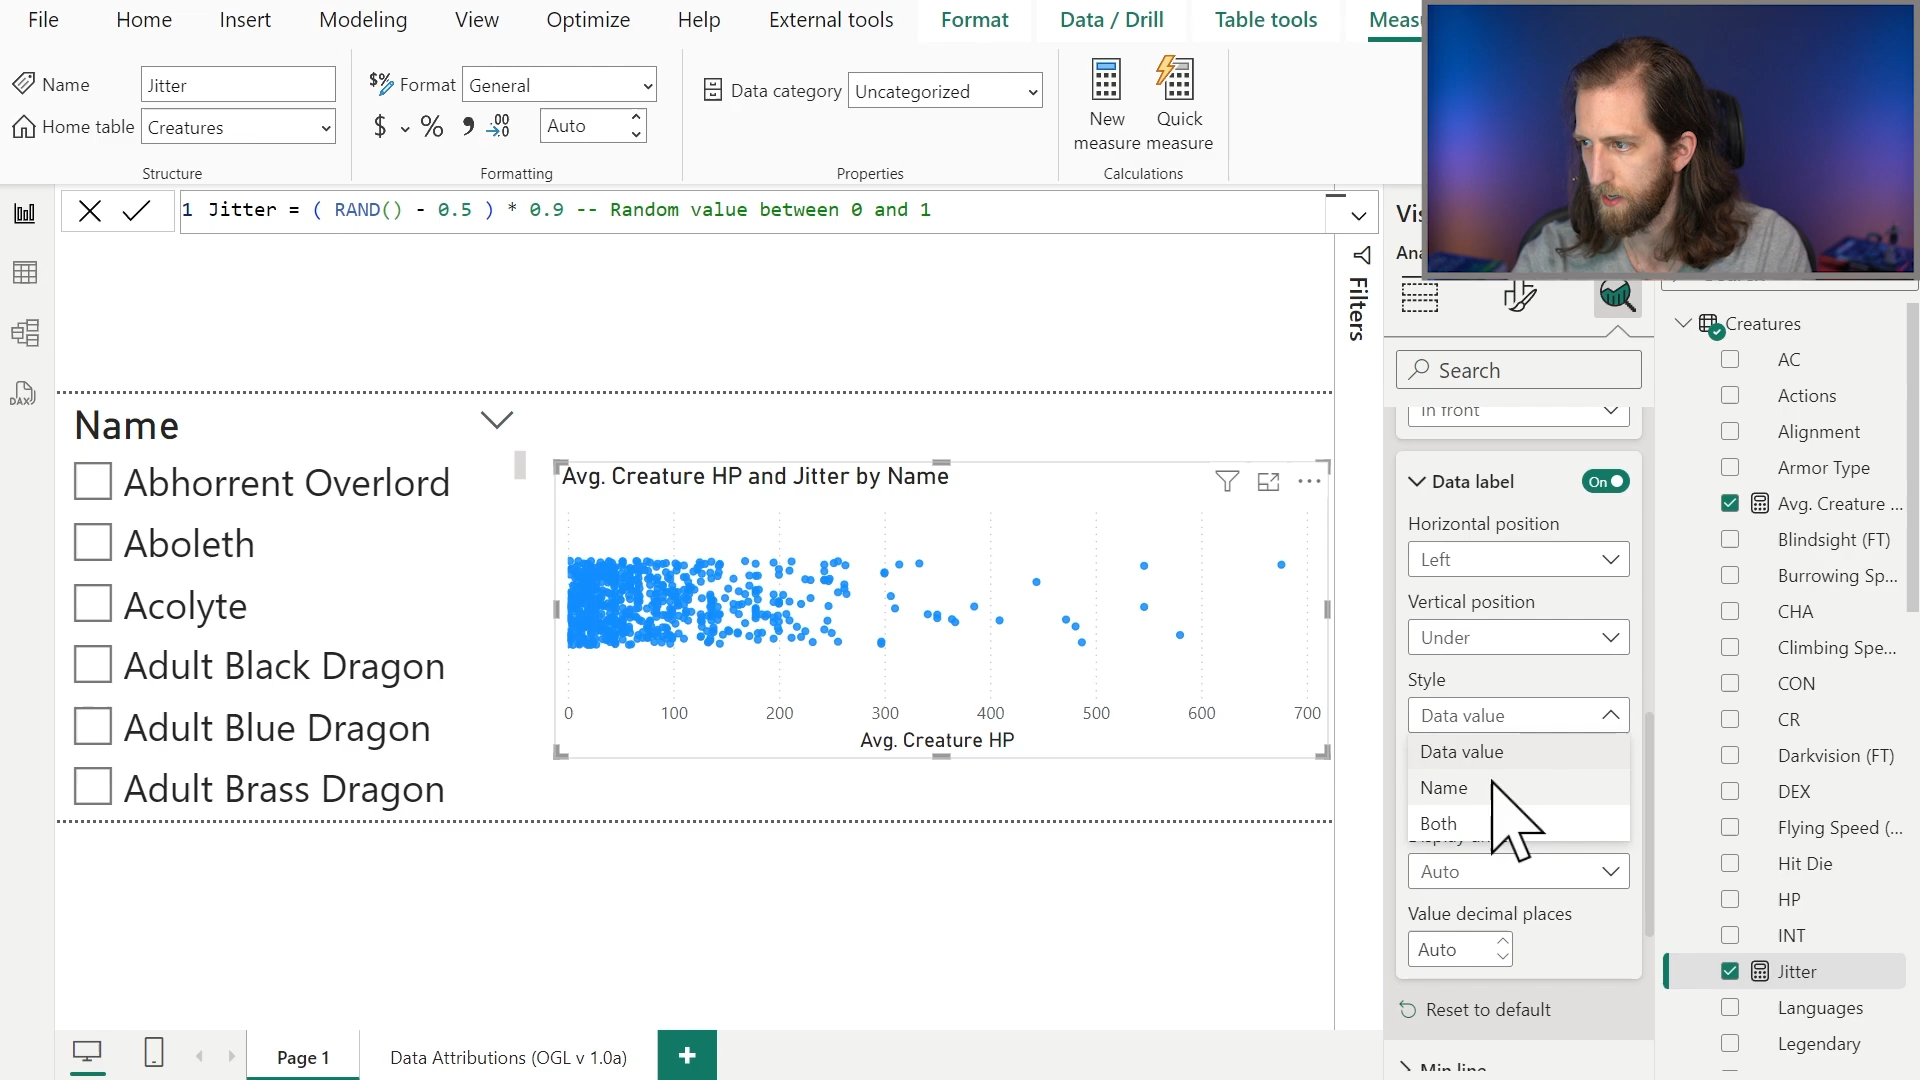 File Home Insert Modeling View Optimize Help External tools Format Data / Drill Table tools Measu
Name Jitter
Home table Creatures
Structure
$% Format General
$ % , .00 Auto
Formatting
Data category Uncategorized
Properties
New measure
Quick measure
Calculations
1 Jitter = ( RAND() - 0.5 ) * 0.9 -- Random value between 0 and 1
Name
Abhorrent Overlord
Aboleth
Acolyte
Adult Black Dragon
Adult Blue Dragon
Adult Brass Dragon
Avg. Creature HP and Jitter by Name
0 100 200 300 400 500 600 700
Avg. Creature HP
Filters
Search
In front
Data label On
Horizontal position
Left
Vertical position
Under
Style
Data value
Data value
Name
Both
Auto
Value decimal places
Auto
Reset to default
Min line
Creatures
AC
Actions
Alignment
Armor Type
Avg. Creature ...
Blindsight (FT)
Burrowing Sp...
CHA
Climbing Spe...
CON
CR
Darkvision (FT)
DEX
Flying Speed (...
Hit Die
HP
INT
Jitter
Languages
Legendary
DAX
Page 1 Data Attributions (OGL v 1.0a) +